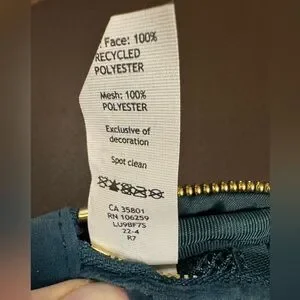 Face: 100%
RECYCLED
POLYESTER
Mesh: 100%
POLYESTER
Exclusive of
decoration
Spot clean
CA 35801
RN 106259
LU9BF7S
22-4
R7